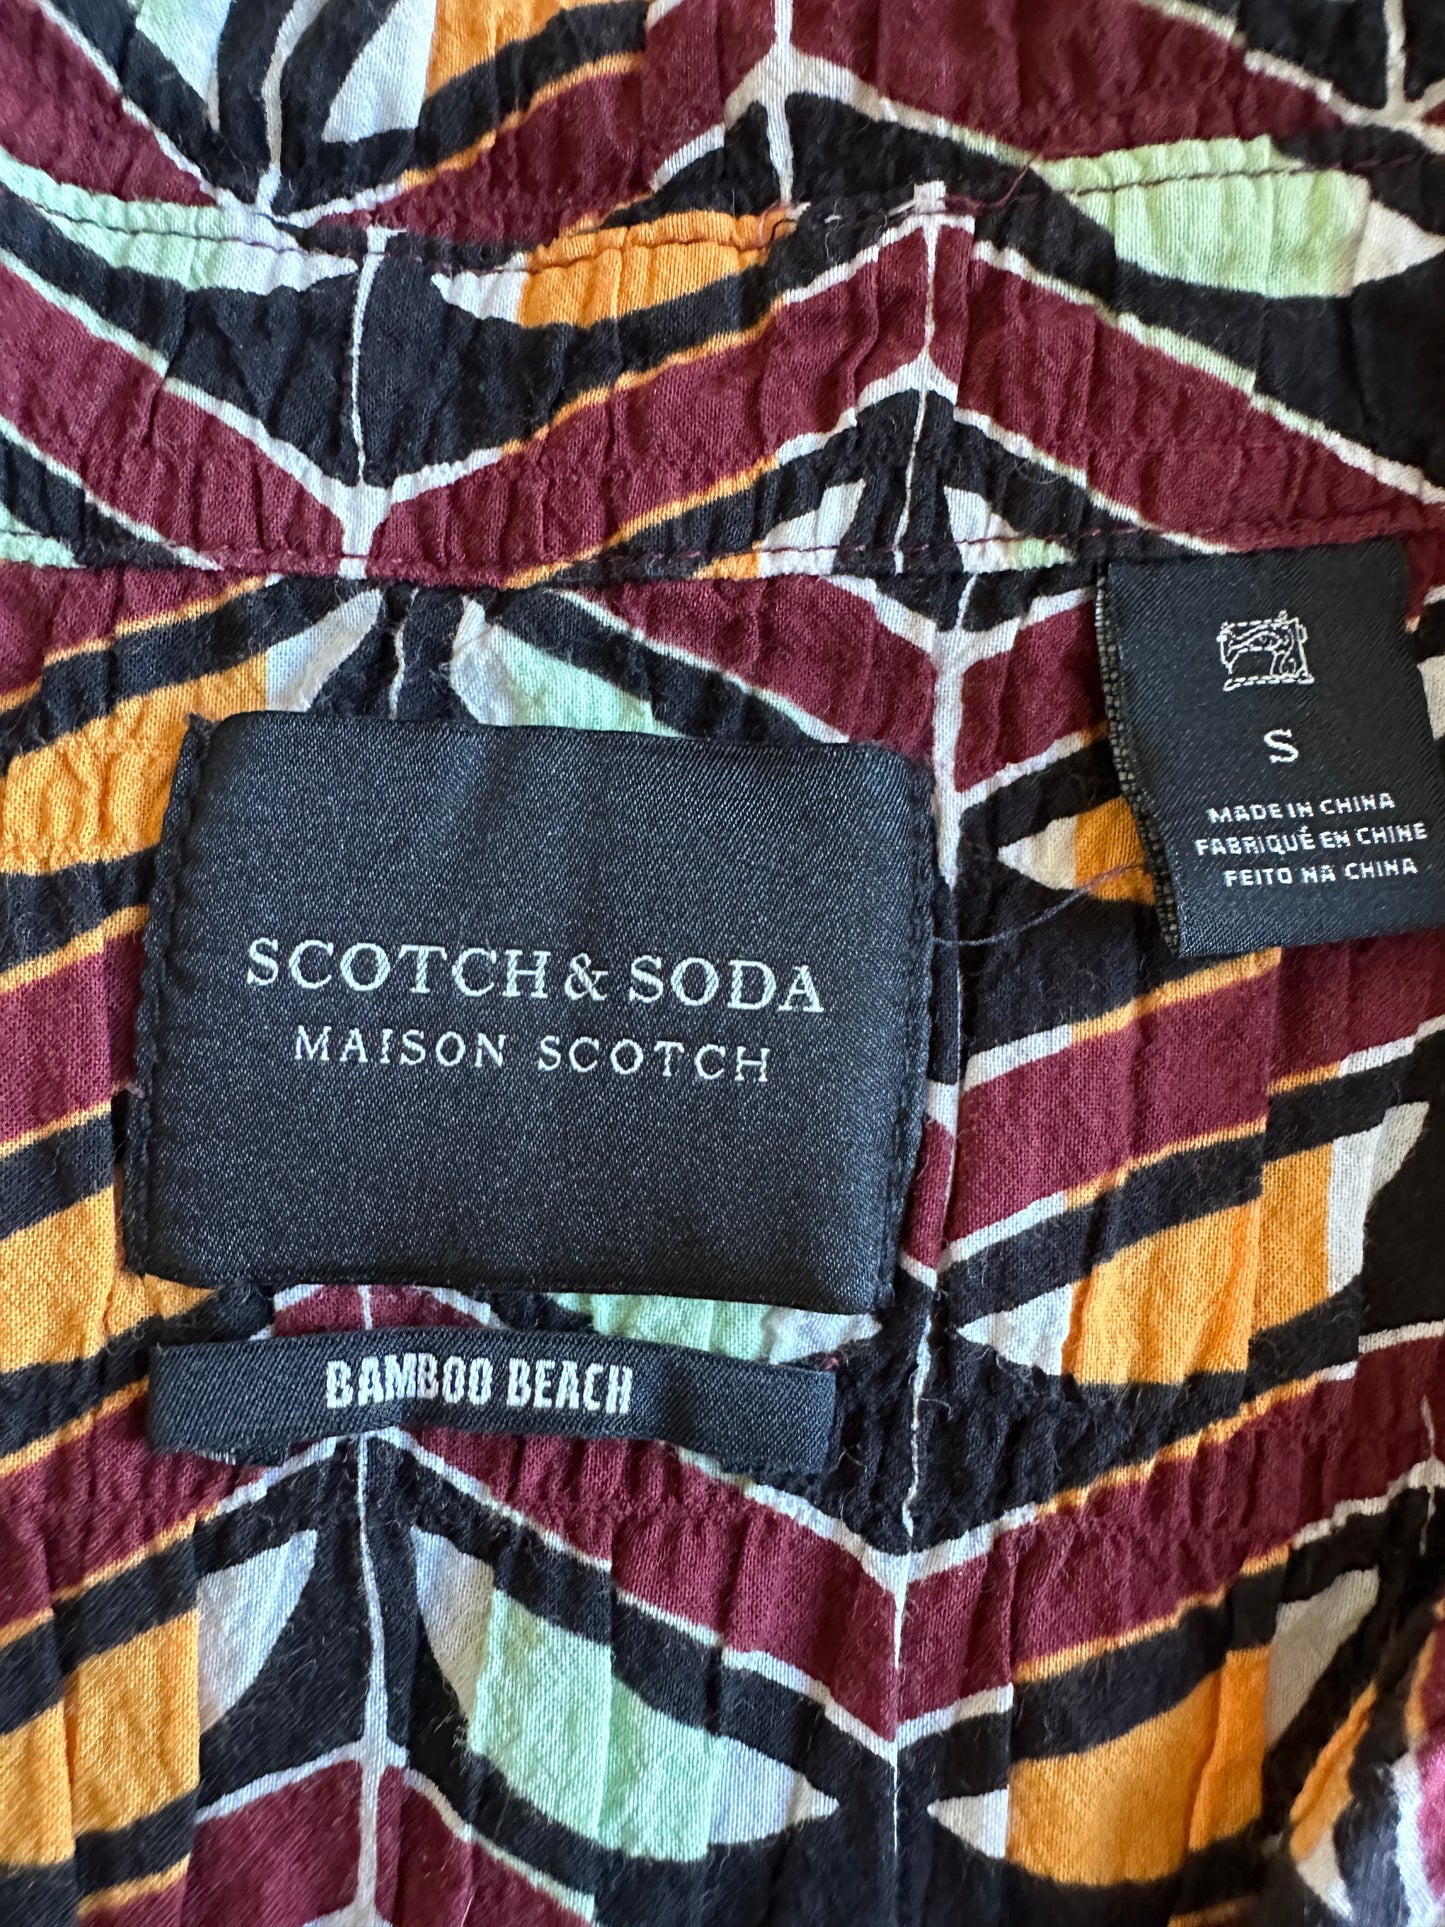 SCOTCH & SODA
MAISON SCOTCH
BAMBOO BEACH
S
MADE IN CHINA
FABRIQUÉ EN CHINE
FEITO NA CHINA